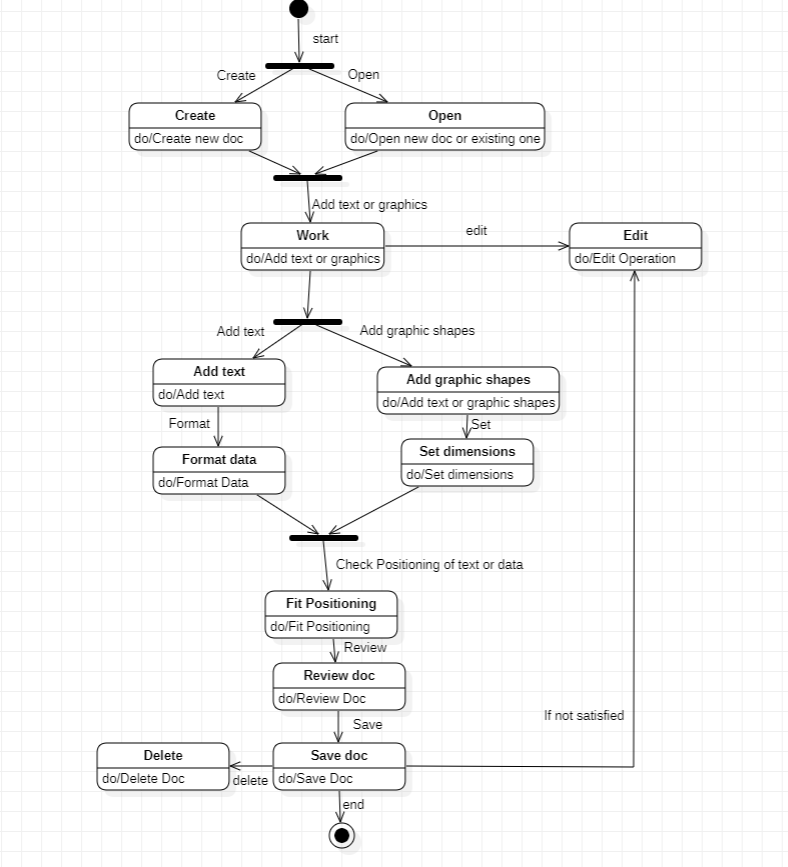 start
Create
Open
Create
do/Create new doc
Open
do/Open new doc or existing one
Add text or graphics
Work
do/Add text or graphics
edit
Edit
do/Edit Operation
Add text
Add graphic shapes
Add text
do/Add text
Add graphic shapes
do/Add text or graphic shapes
Format
Set
Format data
do/Format Data
Set dimensions
do/Set dimensions
Check Positioning of text or data
Fit Positioning
do/Fit Positioning
Review
Review doc
do/Review Doc
If not satisfied
Save
Delete
do/Delete Doc
delete
Save doc
do/Save Doc
end